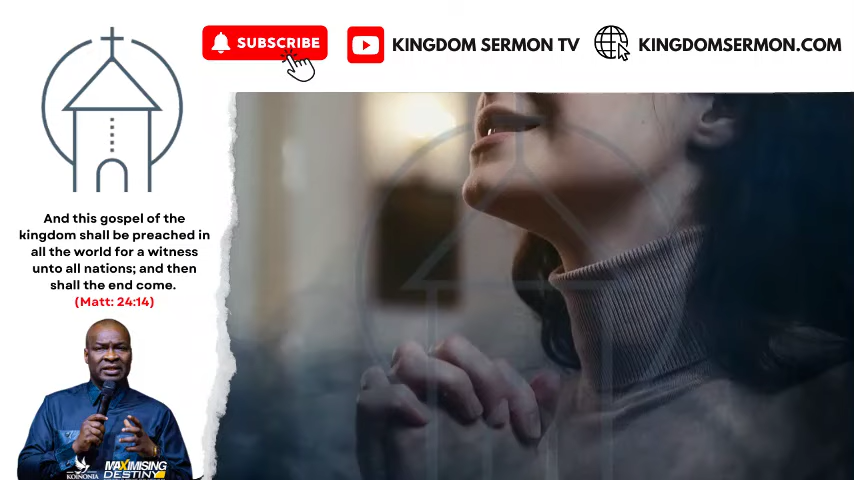 SUBSCRIBE
KINGDOM SERMON TV
KINGDOMSERMON.COM
And this gospel of the
kingdom shall be preached in
all the world for a witness
unto all nations; and then
shall the end come.
(Matt: 24:14)
KOINONIA
MAXIMISING
DESTINY